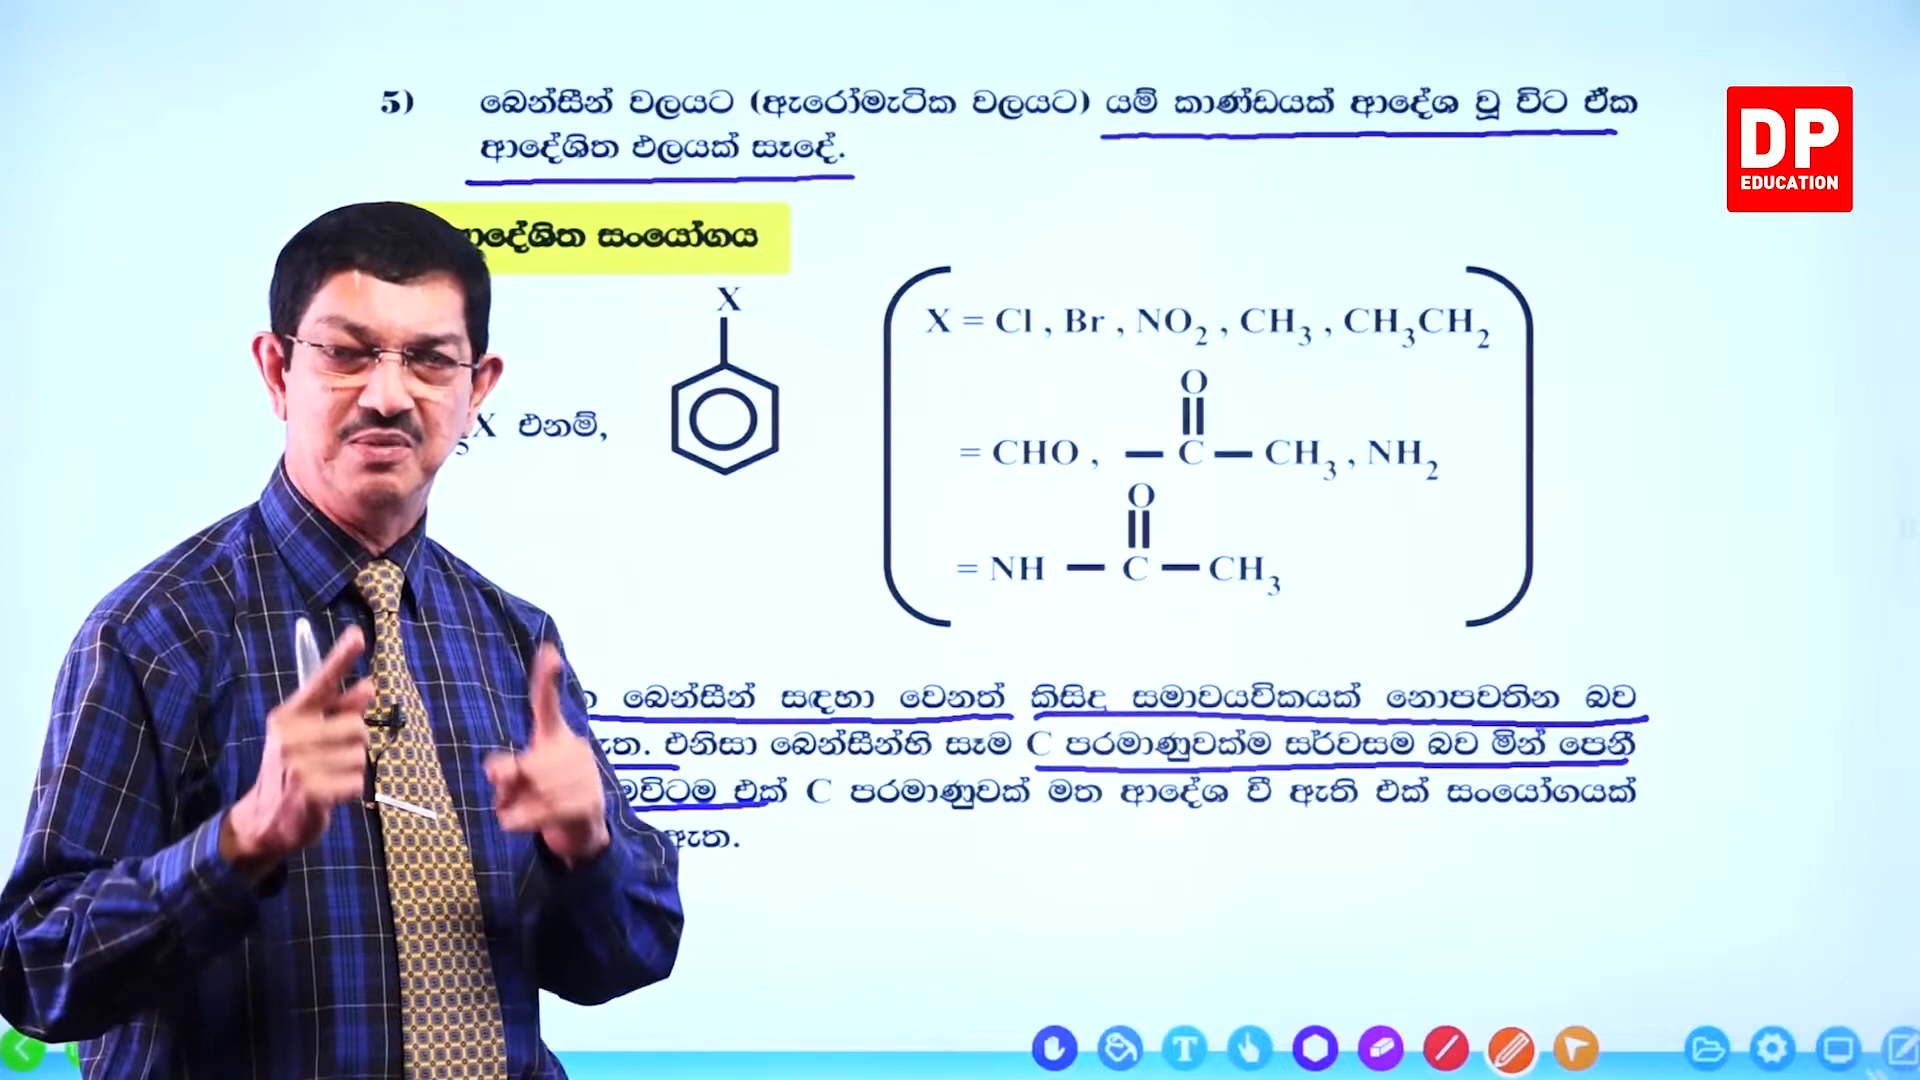 5) බෙන්සීන් වලයට (ඇරෝමැටික වලයට) යම් කාණ්ඩයක් ආදේශ වූ විට ඒක
ආදේශිත ඵලයක් සෑදේ.
DP
EDUCATION
ආදේශිත සංයෝගය
X
5X එනම්,
X = Cl , Br , NO2 , CH3 , CH3CH2
O
= CHO , — C — CH3 , NH2
O
= NH — C — CH3
බෙන්සීන් සඳහා වෙනත් කිසිදු සමාවයවිකයක් නොපවතින බව
ඇත. එනිසා බෙන්සීන්හි සෑම C පරමාණුවක්ම සර්වසම බව මින් පෙනී
එක් C පරමාණුවක් මත ආදේශ වී ඇති එක් සංයෝගයක්
ඇත.
T